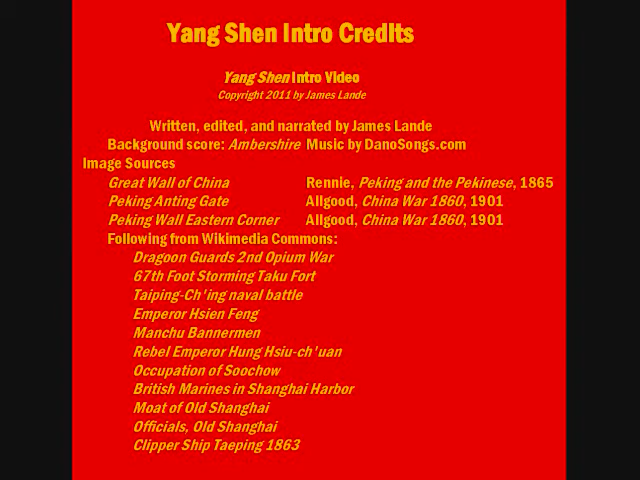 Yang Shen Intro Credits
Yang Shen Intro Video
Copyright 2011 by James Lande
Written, edited, and narrated by James Lande
Background score: Ambershire Music by DanoSongs.com
Image Sources
Great Wall of China Rennie, Peking and the Pekinese, 1865
Peking Anting Gate Allgood, China War 1860, 1901
Peking Wall Eastern Corner Allgood, China War 1860, 1901
Following from Wikimedia Commons:
Dragoon Guards 2nd Opium War
67th Foot Storming Taku Fort
Taiping-Ch'ing naval battle
Emperor Hsien Feng
Manchu Bannermen
Rebel Emperor Hung Hsiu-ch'uan
Occupation of Soochow
British Marines in Shanghai Harbor
Moat of Old Shanghai
Officials, Old Shanghai
Clipper Ship Taeping 1863